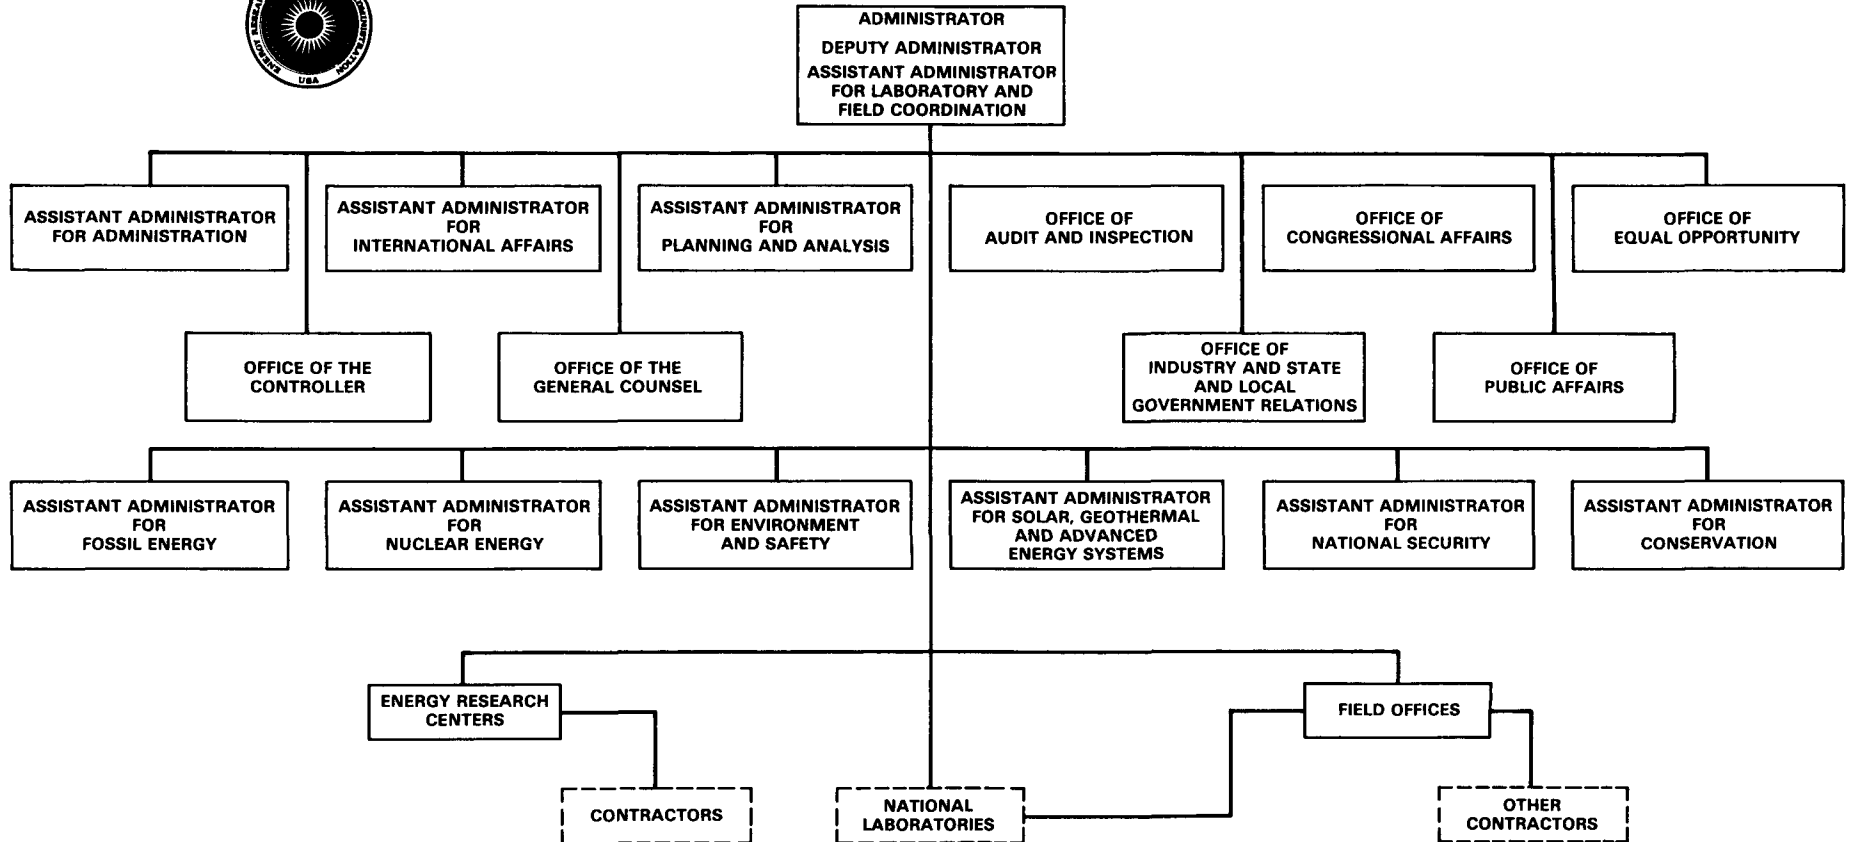 ENERGY RESEAR
MINISTRATION
USA
ADMINISTRATOR
DEPUTY ADMINISTRATOR
ASSISTANT ADMINISTRATOR
FOR LABORATORY AND
FIELD COORDINATION
ASSISTANT ADMINISTRATOR
FOR ADMINISTRATION
ASSISTANT ADMINISTRATOR
FOR
INTERNATIONAL AFFAIRS
ASSISTANT ADMINISTRATOR
FOR
PLANNING AND ANALYSIS
OFFICE OF
AUDIT AND INSPECTION
OFFICE OF
CONGRESSIONAL AFFAIRS
OFFICE OF
EQUAL OPPORTUNITY
OFFICE OF THE
CONTROLLER
OFFICE OF THE
GENERAL COUNSEL
OFFICE OF
INDUSTRY AND STATE
AND LOCAL
GOVERNMENT RELATIONS
OFFICE OF
PUBLIC AFFAIRS
ASSISTANT ADMINISTRATOR
FOR
FOSSIL ENERGY
ASSISTANT ADMINISTRATOR
FOR
NUCLEAR ENERGY
ASSISTANT ADMINISTRATOR
FOR ENVIRONMENT
AND SAFETY
ASSISTANT ADMINISTRATOR
FOR SOLAR, GEOTHERMAL
AND ADVANCED
ENERGY SYSTEMS
ASSISTANT ADMINISTRATOR
FOR
NATIONAL SECURITY
ASSISTANT ADMINISTRATOR
FOR
CONSERVATION
ENERGY RESEARCH
CENTERS
FIELD OFFICES
CONTRACTORS
NATIONAL
LABORATORIES
OTHER
CONTRACTORS